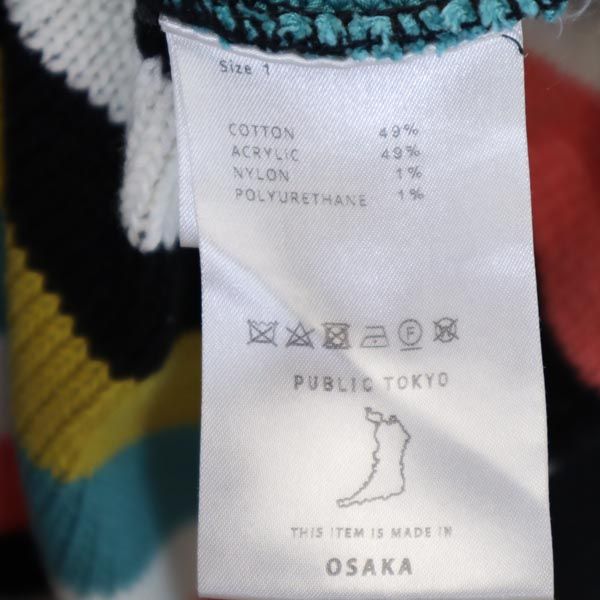 Size 1
COTTON 49%
ACRYLIC 49%
NYLON 1%
POLYURETHANE 1%
F
PUBLIC TOKYO
THIS ITEM IS MADE IN
OSAKA